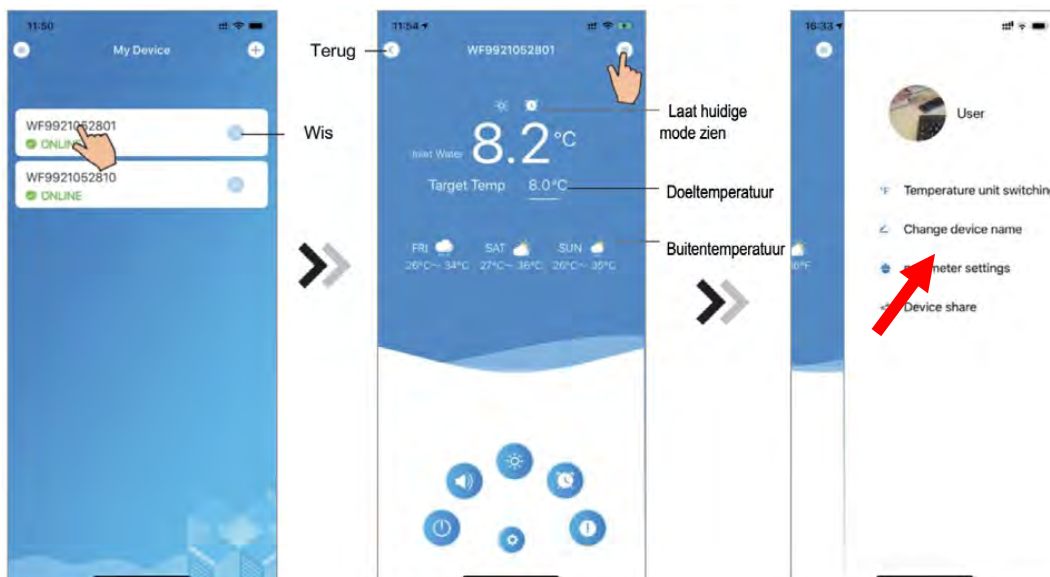 11:50
My Device
WF9921052801
ONLINE
WF9921052810
ONLINE
Terug
Wis
11:54
WF9921052801
8.2°C
Inlet Water
Target Temp 8.0°C
FRI SAT SUN
26°C~ 34°C 27°C~ 36°C 26°C~ 35°C
Laat huidige
mode zien
Doeltemperatuur
Buitentemperatuur
16:33
User
°F Temperature unit switching
Change device name
meter settings
Device share